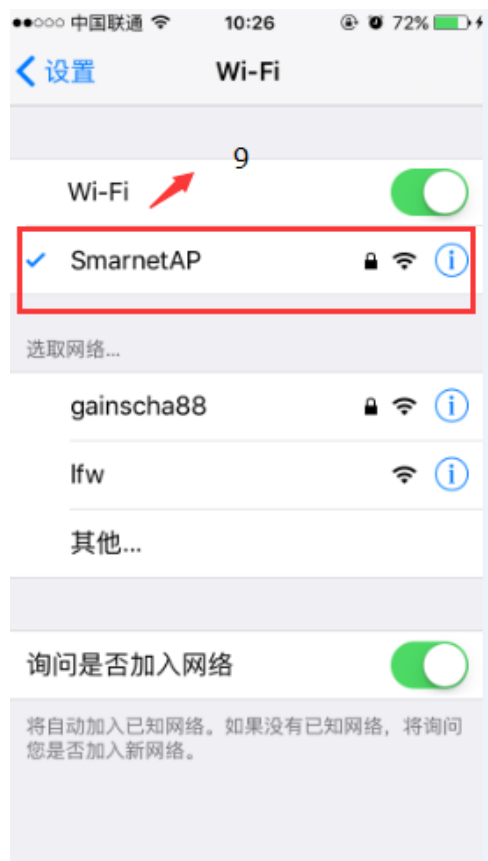 中国联通 10:26 72%
设置 Wi-Fi
9
Wi-Fi
SmarnetAP
选取网络...
gainscha88
lfw
其他...
询问是否加入网络
将自动加入已知网络。如果没有已知网络，将询问
您是否加入新网络。